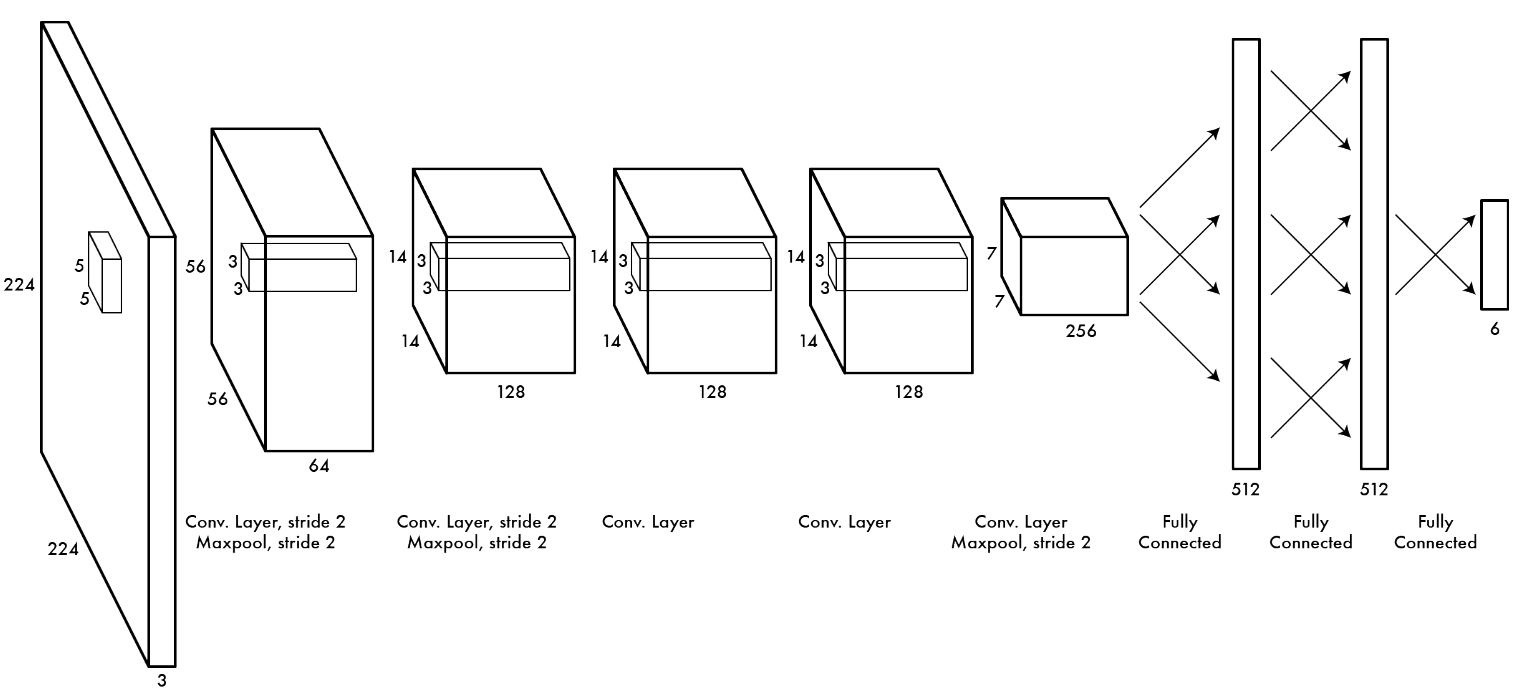 224
224
3
5
5
56
56
64
3
3
14
14
128
3
3
14
14
128
3
3
14
14
128
3
3
7
7
256
512
512
6
Conv. Layer, stride 2
Maxpool, stride 2
Conv. Layer, stride 2
Maxpool, stride 2
Conv. Layer
Conv. Layer
Conv. Layer
Maxpool, stride 2
Fully
Connected
Fully
Connected
Fully
Connected